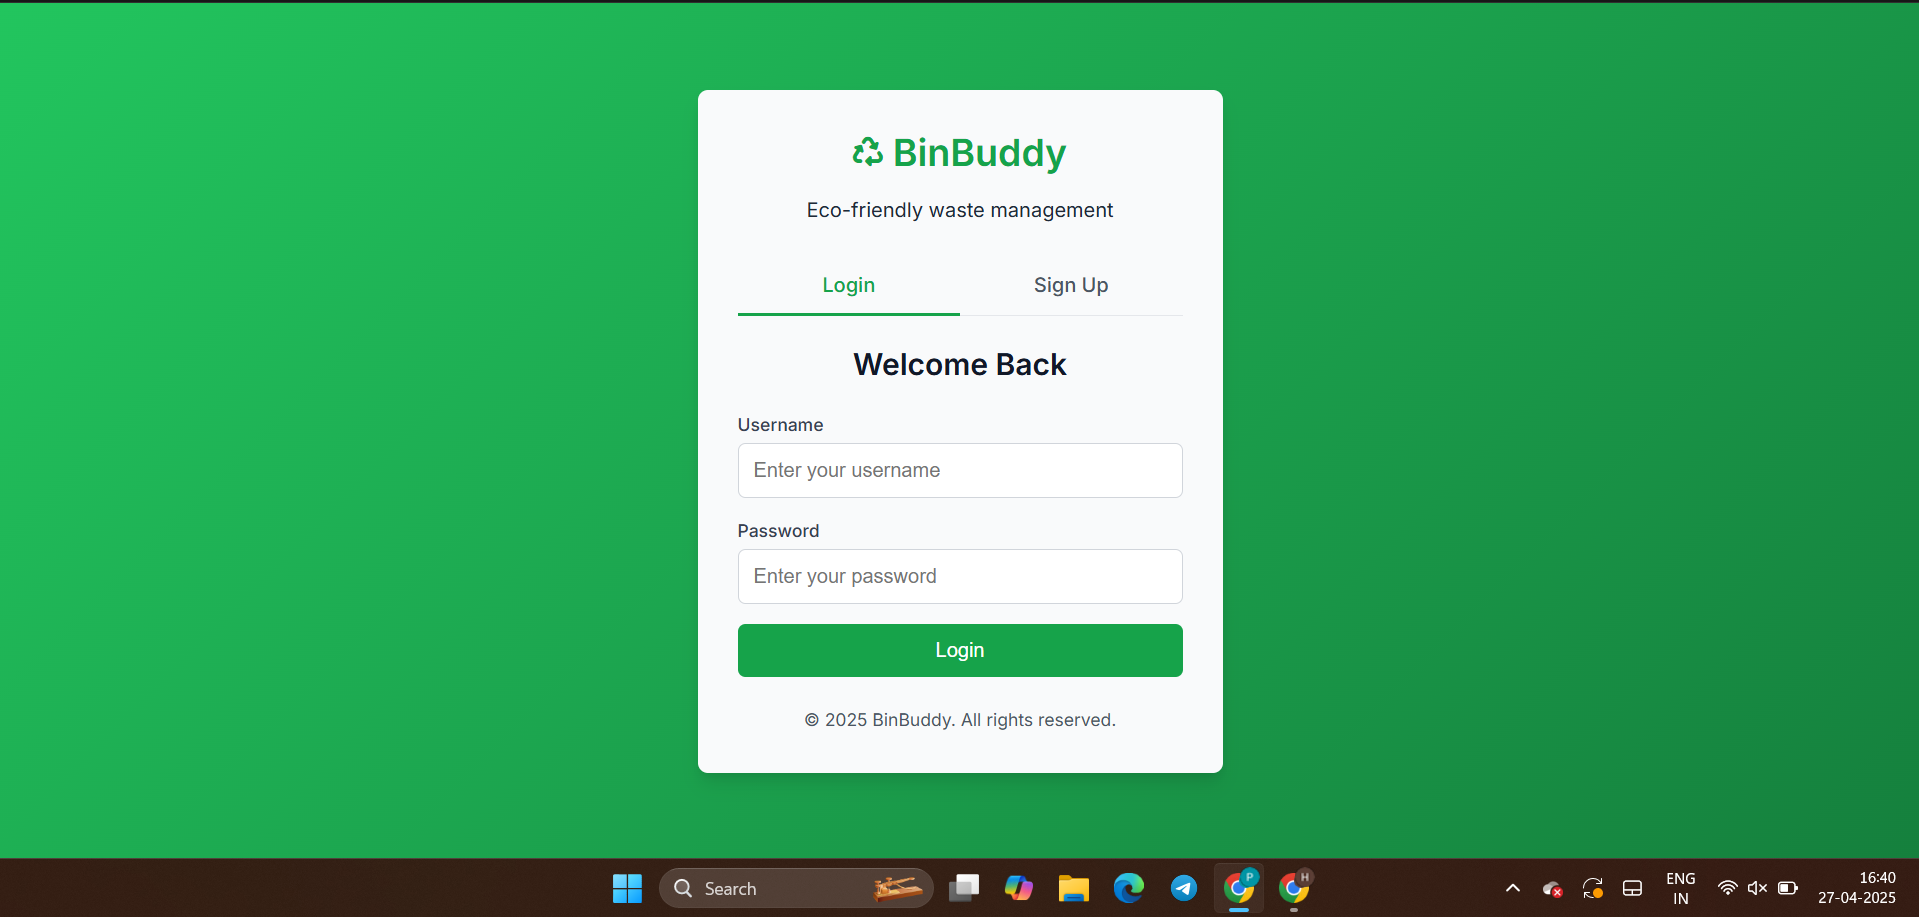 BinBuddy
Eco-friendly waste management
Login Sign Up
Welcome Back
Username
Enter your username
Password
Enter your password
Login
© 2025 BinBuddy. All rights reserved.
Search
P
H
ENG
IN
16:40
27-04-2025